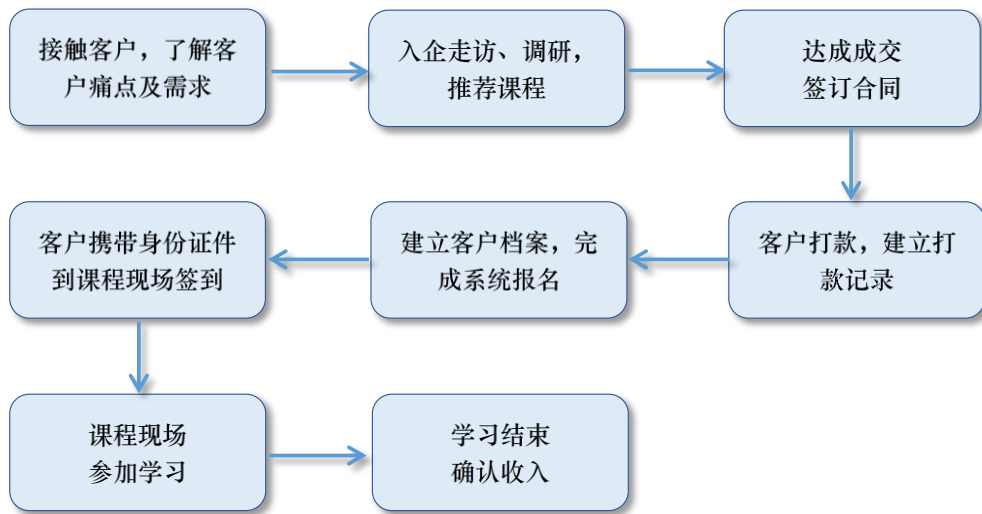 接触客户，了解客
户痛点及需求
入企走访、调研，
推荐课程
达成成交
签订合同
客户打款，建立打
款记录
建立客户档案，完
成系统报名
客户携带身份证件
到课程现场签到
课程现场
参加学习
学习结束
确认收入